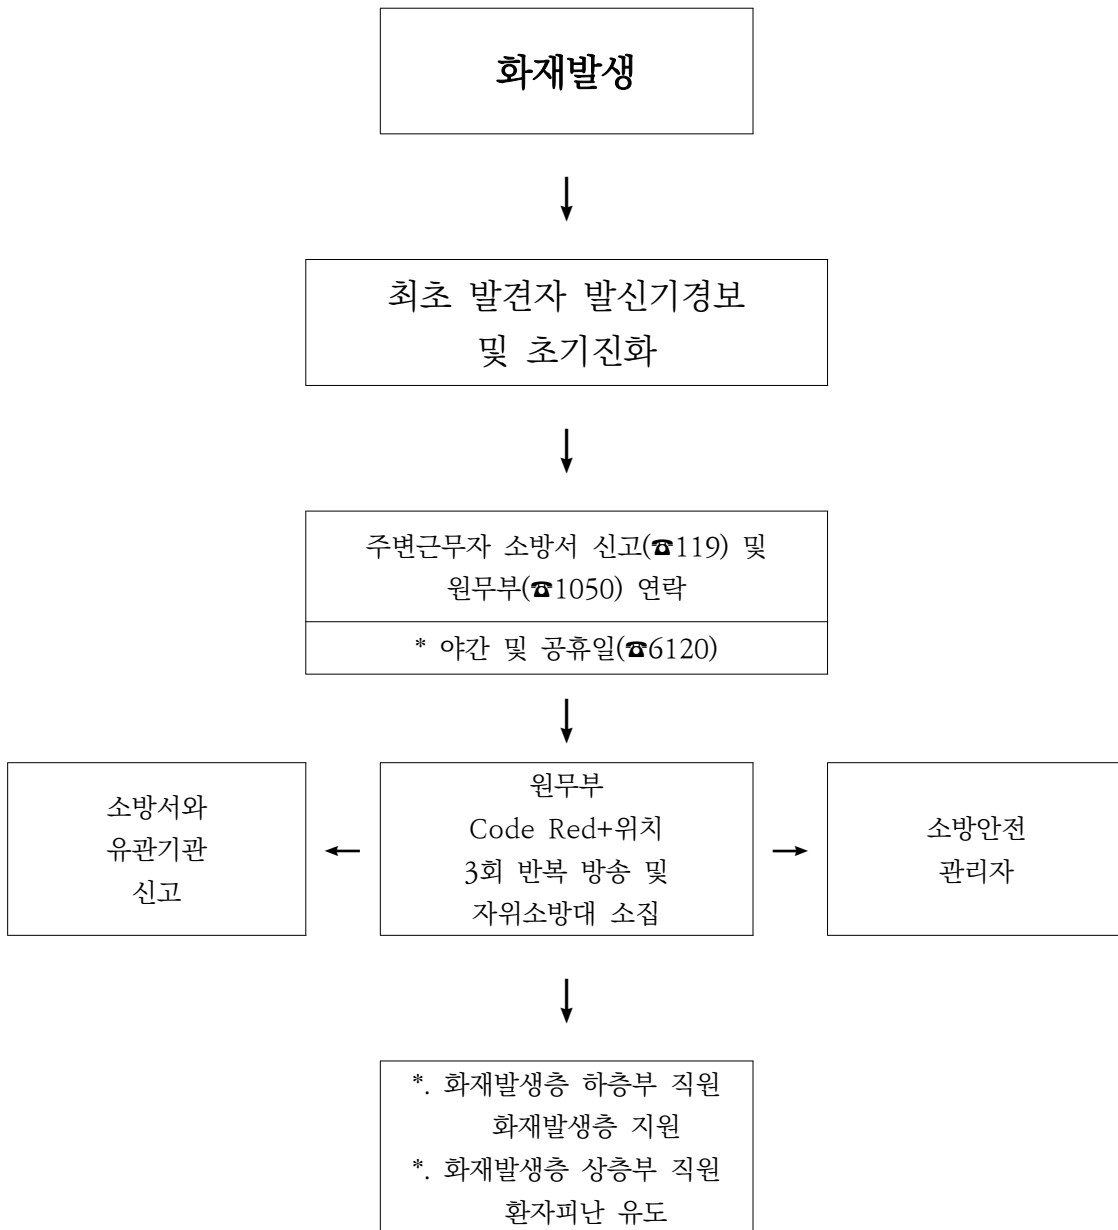 화재발생
최초 발견자 발신기경보
및 초기진화
주변근무자 소방서 신고(☎119) 및
원무부(☎1050) 연락
* 야간 및 공휴일(☎6120)
소방서와
유관기관
신고
원무부
Code Red+위치
3회 반복 방송 및
자위소방대 소집
소방안전
관리자
*. 화재발생층 하층부 직원
화재발생층 지원
*. 화재발생층 상층부 직원
환자피난 유도